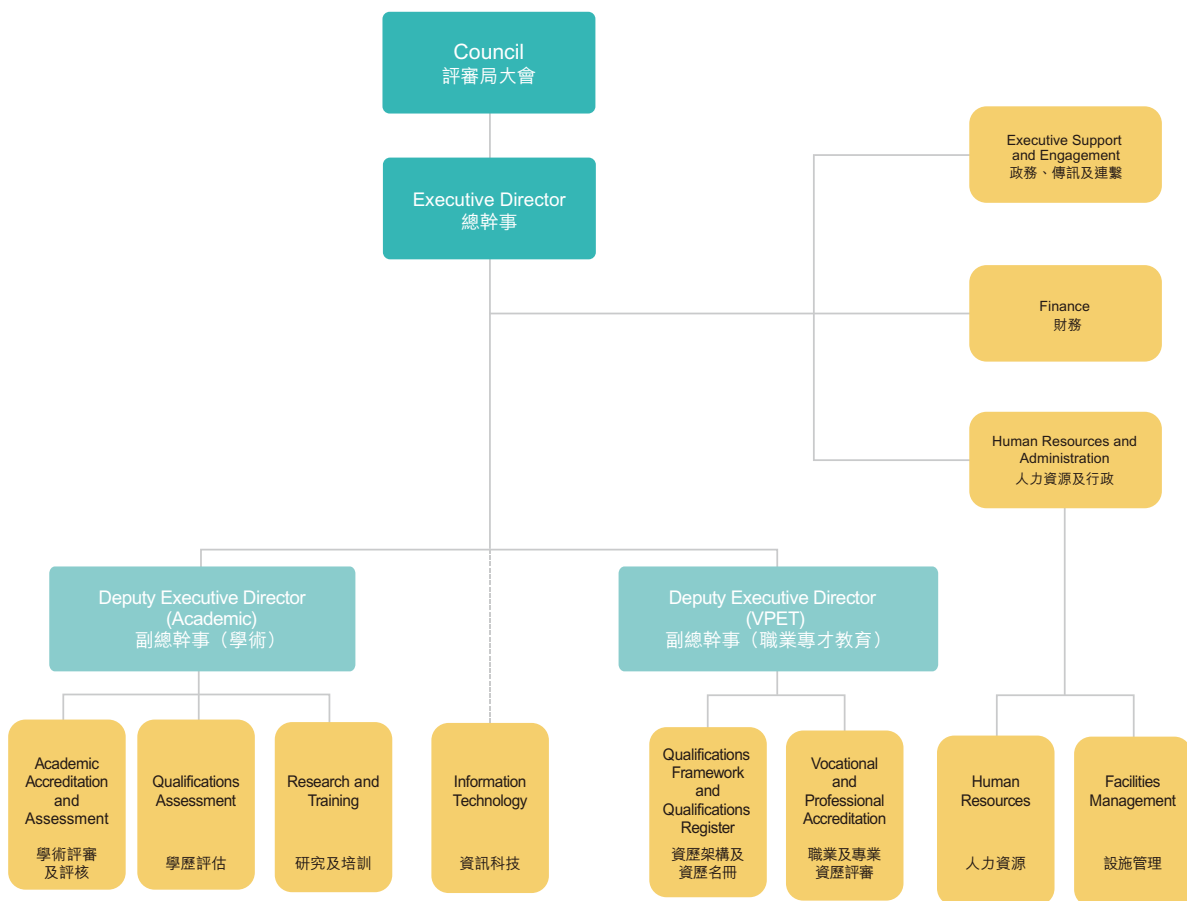 Council
評審局大會
Executive Director
總幹事
Executive Support
and Engagement
政務、傳訊及連繫
Finance
財務
Human Resources and
Administration
人力資源及行政
Deputy Executive Director
(Academic)
副總幹事（學術）
Deputy Executive Director
(VPET)
副總幹事（職業專才教育）
Academic
Accreditation
and
Assessment
學術評審
及評核
Qualifications
Assessment
學歷評估
Research and
Training
研究及培訓
Information
Technology
資訊科技
Qualifications
Framework
and
Qualifications
Register
資歷架構及
資歷名冊
Vocational
and
Professional
Accreditation
職業及專業
資歷評審
Human
Resources
人力資源
Facilities
Management
設施管理